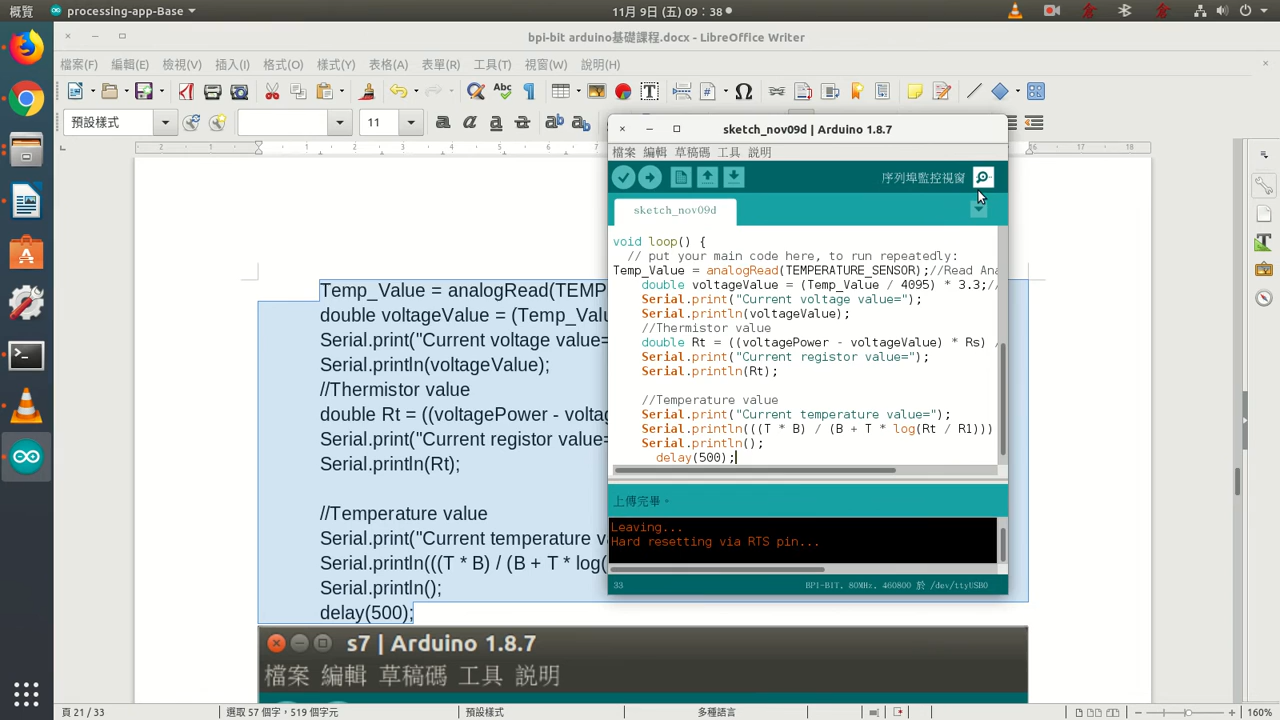 概覽 processing-app-Base 11月 9日 (五) 09：38
bpi-bit arduino基礎課程.docx - LibreOffice Writer
檔案(F) 編輯(E) 檢視(V) 插入(I) 格式(O) 樣式(Y) 表格(A) 表單(R) 工具(T) 視窗(W) 說明(H)
預設樣式 11
sketch_nov09d | Arduino 1.8.7
檔案 編輯 草稿碼 工具 說明
序列埠監控視窗
sketch_nov09d
void loop() {
// put your main code here, to run repeatedly:
Temp_Value = analogRead(TEMPERATURE_SENSOR);//Read Ana
double voltageValue = (Temp_Value / 4095) * 3.3;/
Serial.print("Current voltage value=");
Serial.println(voltageValue);
//Thermistor value
double Rt = ((voltagePower - voltageValue) * Rs) /
Serial.print("Current registor value=");
Serial.println(Rt);
//Temperature value
Serial.print("Current temperature value=");
Serial.println(((T * B) / (B + T * log(Rt / R1)))
Serial.println();
delay(500);
上傳完畢。
Leaving...
Hard resetting via RTS pin...
33 BPI-BIT, 80MHz, 460800 於 /dev/ttyUSB0
Temp_Value = analogRead(TEMP
double voltageValue = (Temp_Valu
Serial.print("Current voltage value=
Serial.println(voltageValue);
//Thermistor value
double Rt = ((voltagePower - voltag
Serial.print("Current registor value=
Serial.println(Rt);
//Temperature value
Serial.print("Current temperature v
Serial.println(((T * B) / (B + T * log(
Serial.println();
delay(500);
s7 | Arduino 1.8.7
檔案 編輯 草稿碼 工具 說明
頁 21 / 33 選取 57 個字，519 個字元 預設樣式 多種語言 160%